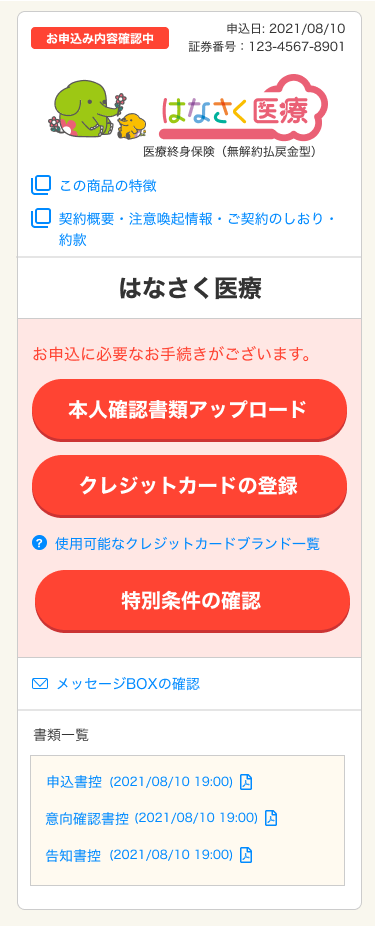 お申込み内容確認中
申込日: 2021/08/10
証券番号：123-4567-8901
はなさく医療
医療終身保険（無解約払戻金型）
この商品の特徴
契約概要・注意喚起情報・ご契約のしおり・
約款
はなさく医療
お申込に必要なお手続きがございます。
本人確認書類アップロード
クレジットカードの登録
? 使用可能なクレジットカードブランド一覧
特別条件の確認
メッセージBOXの確認
書類一覧
申込書控 (2021/08/10 19:00)
意向確認書控 (2021/08/10 19:00)
告知書控 (2021/08/10 19:00)